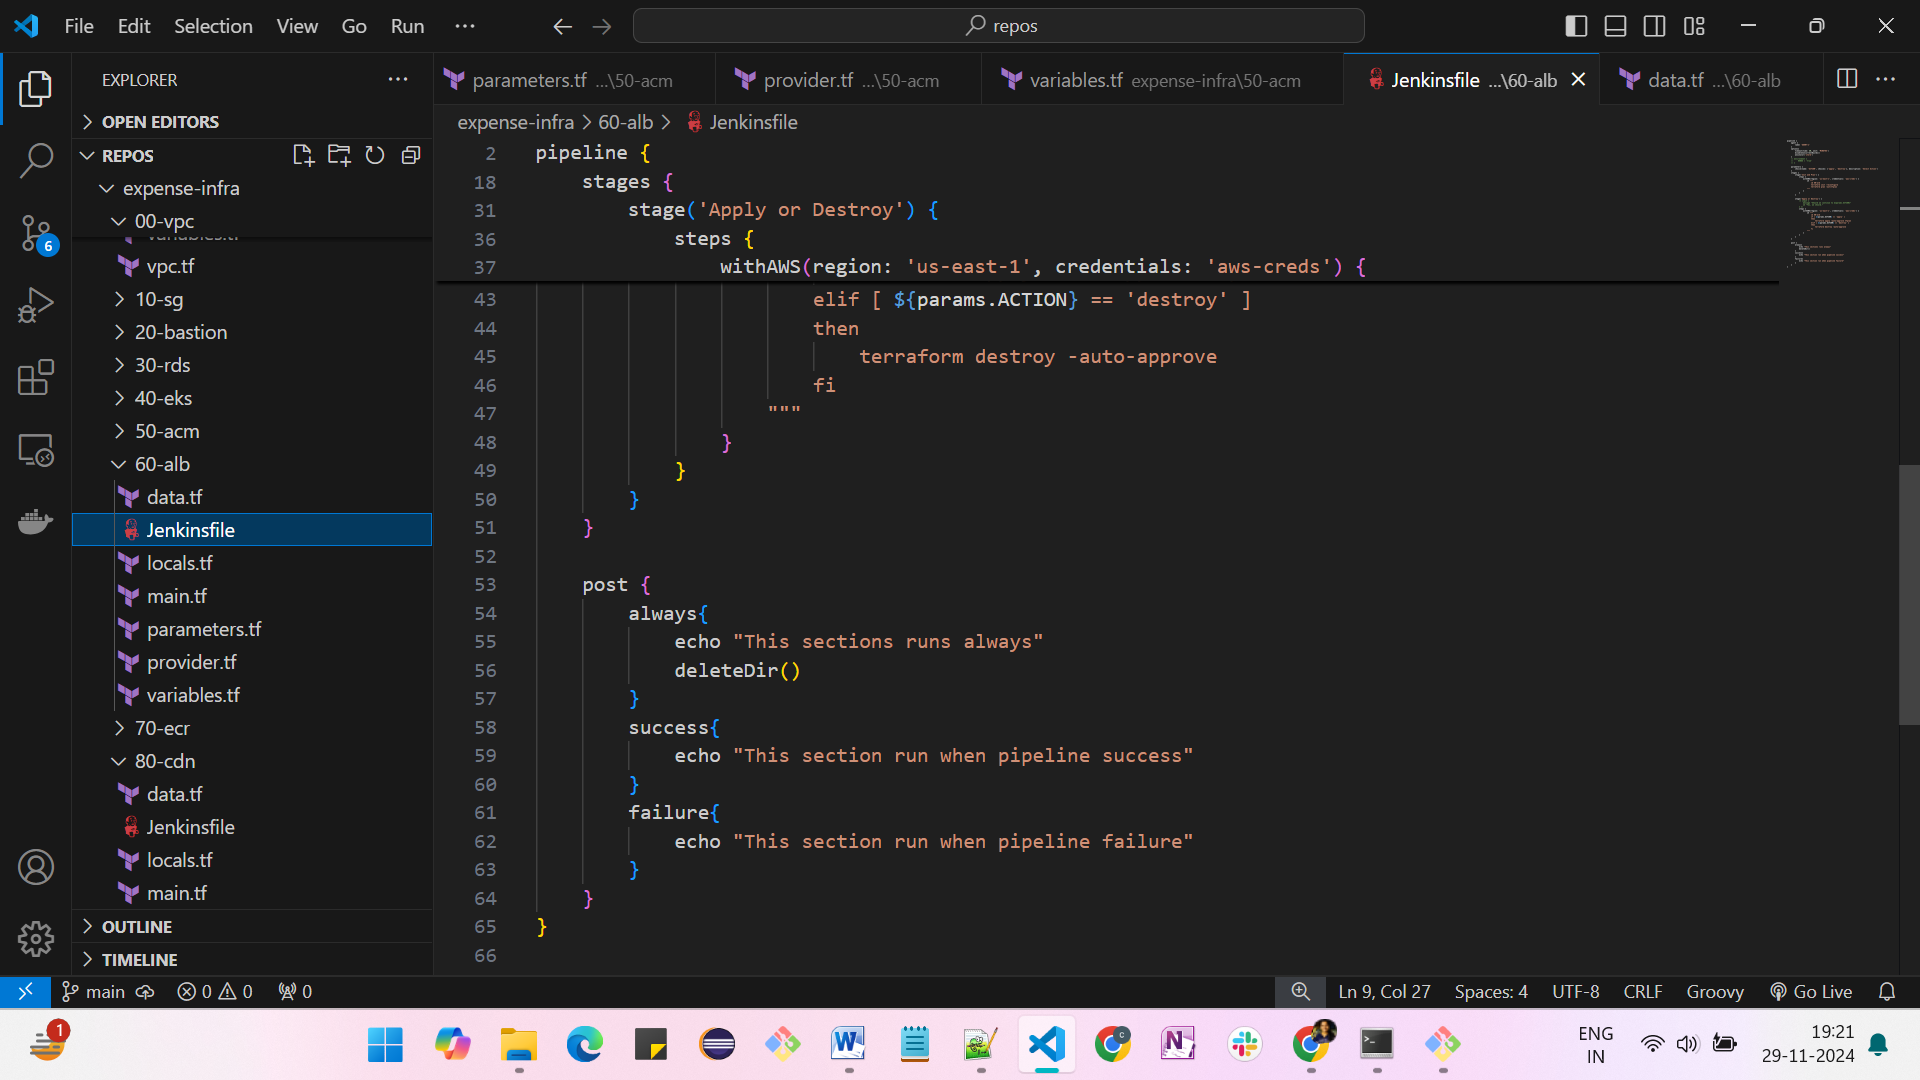 File Edit Selection View Go Run ··· repos
EXPLORER
OPEN EDITORS
REPOS
expense-infra
00-vpc
variables.tf
vpc.tf
10-sg
20-bastion
30-rds
40-eks
50-acm
60-alb
data.tf
Jenkinsfile
locals.tf
main.tf
parameters.tf
provider.tf
variables.tf
70-ecr
80-cdn
data.tf
Jenkinsfile
locals.tf
main.tf
OUTLINE
TIMELINE
6
parameters.tf ...\50-acm provider.tf ...\50-acm variables.tf expense-infra\50-acm Jenkinsfile ...\60-alb data.tf ...\60-alb
expense-infra > 60-alb > Jenkinsfile
2 pipeline {
18 stages {
31 stage('Apply or Destroy') {
36 steps {
37 withAWS(region: 'us-east-1', credentials: 'aws-creds') {
43 elif [ ${params.ACTION} == 'destroy' ]
44 then
45 terraform destroy -auto-approve
46 fi
47 """
48 }
49 }
50 }
51 }
52
53 post {
54 always{
55 echo "This sections runs always"
56 deleteDir()
57 }
58 success{
59 echo "This section run when pipeline success"
60 }
61 failure{
62 echo "This section run when pipeline failure"
63 }
64 }
65 }
66
main 0 0 0 Ln 9, Col 27 Spaces: 4 UTF-8 CRLF Groovy Go Live
1
ENG
IN
19:21
29-11-2024